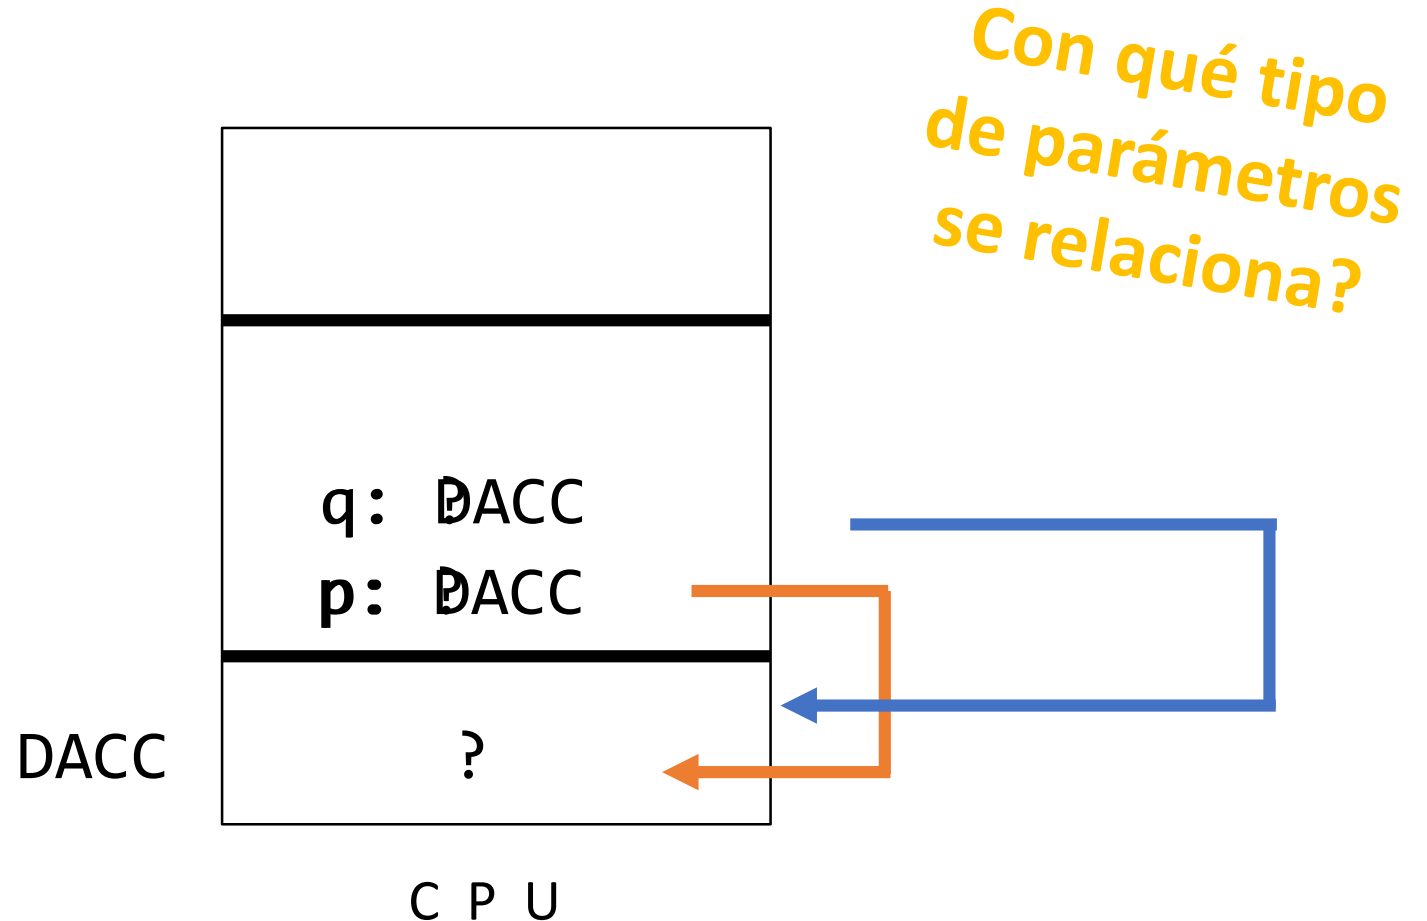 Con qué tipo
de parámetros
se relaciona?
q: ?DACC
p: ?DACC
DACC ?
C P U